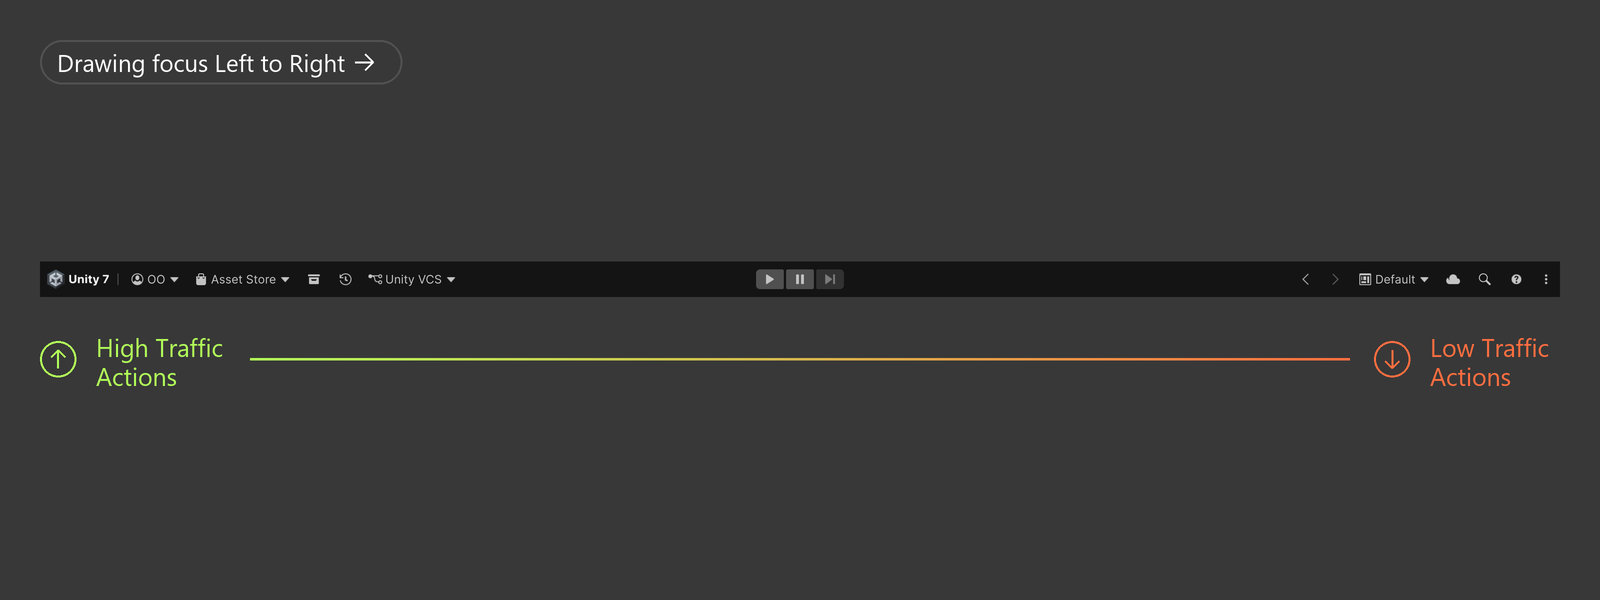 Drawing focus Left to Right →
Unity 7 OO Asset Store Unity VCS Default
High Traffic
Actions
Low Traffic
Actions